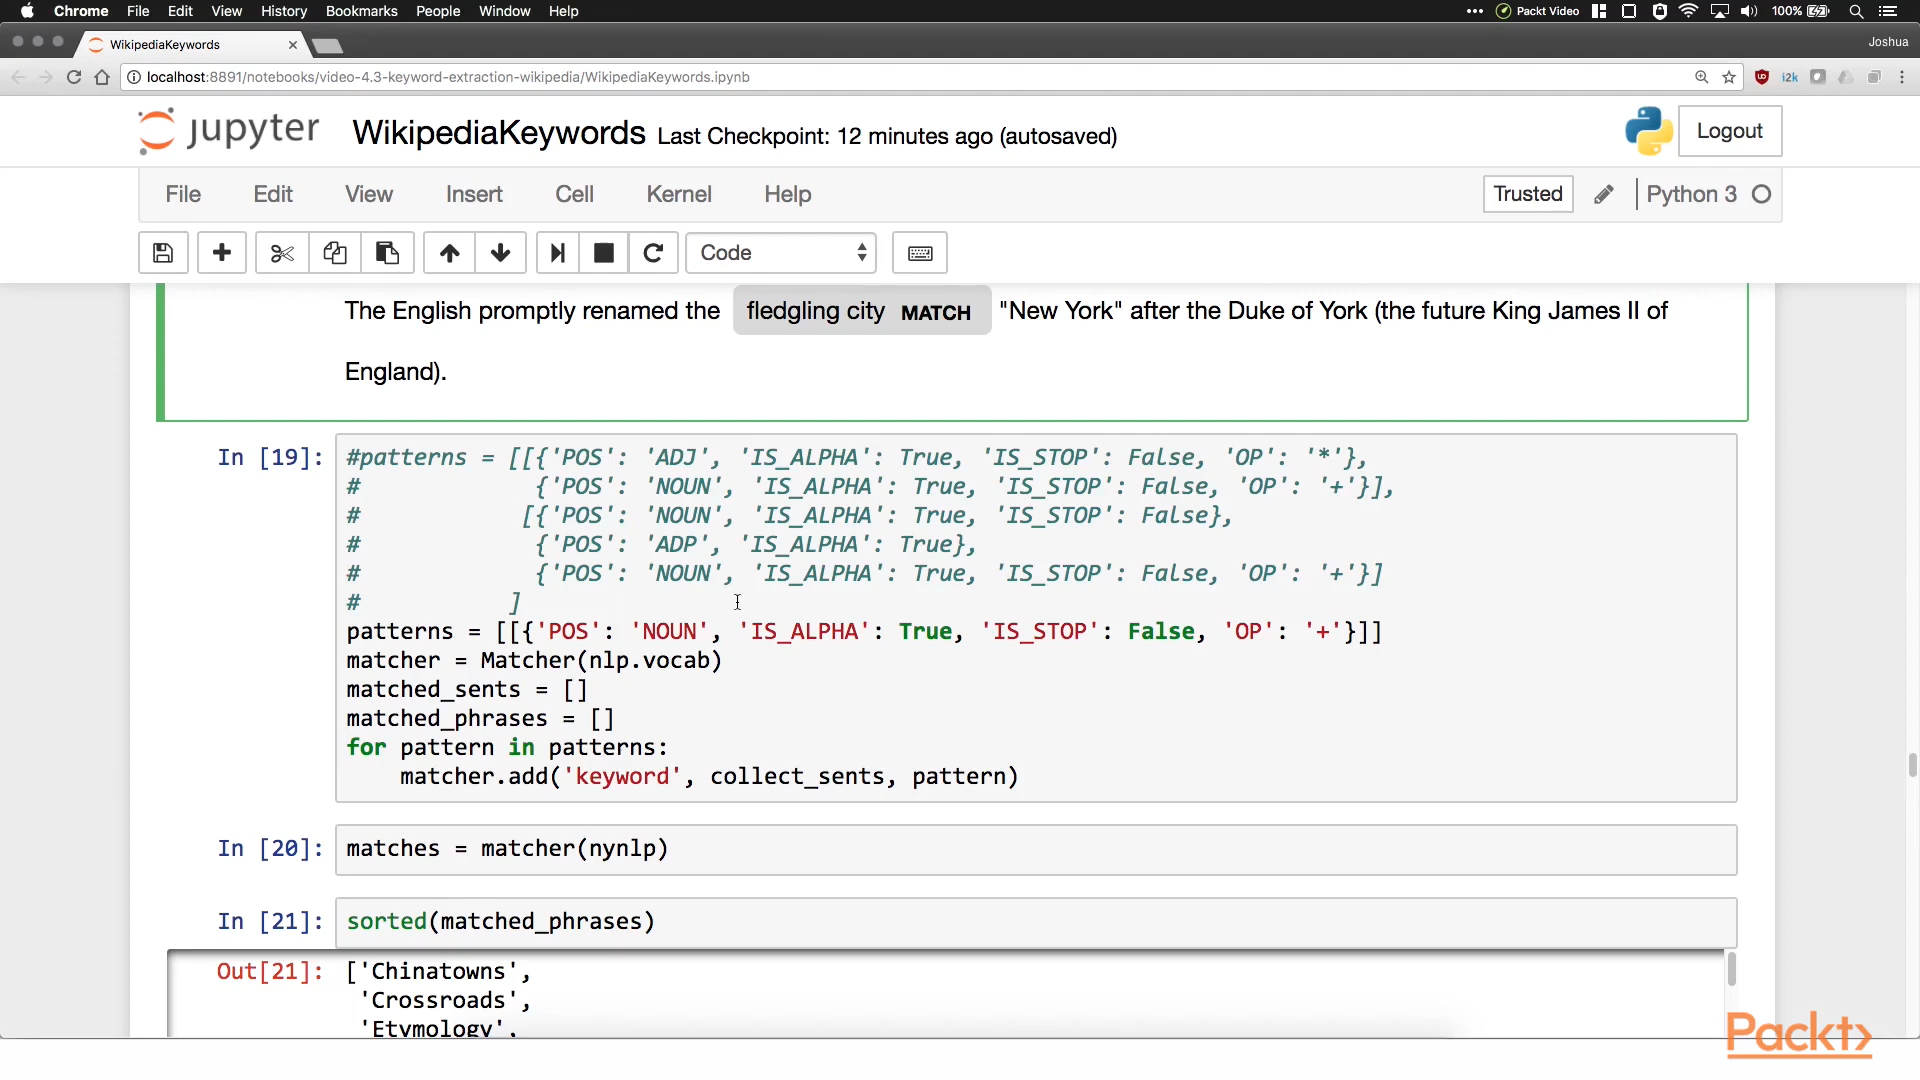 Chrome File Edit View History Bookmarks People Window Help Packt Video 100%
WikipediaKeywords Joshua
localhost:8891/notebooks/video-4.3-keyword-extraction-wikipedia/WikipediaKeywords.ipynb i2k
jupyter WikipediaKeywords Last Checkpoint: 12 minutes ago (autosaved) Logout
File Edit View Insert Cell Kernel Help Trusted Python 3
Code
The English promptly renamed the fledgling city MATCH "New York" after the Duke of York (the future King James II of
England).
In [19]: #patterns = [[{'POS': 'ADJ', 'IS_ALPHA': True, 'IS_STOP': False, 'OP': '*'},
# {'POS': 'NOUN', 'IS_ALPHA': True, 'IS_STOP': False, 'OP': '+'}],
# [{'POS': 'NOUN', 'IS_ALPHA': True, 'IS_STOP': False},
# {'POS': 'ADP', 'IS_ALPHA': True},
# {'POS': 'NOUN', 'IS_ALPHA': True, 'IS_STOP': False, 'OP': '+'}]
# ]
patterns = [[{'POS': 'NOUN', 'IS_ALPHA': True, 'IS_STOP': False, 'OP': '+'}]]
matcher = Matcher(nlp.vocab)
matched_sents = []
matched_phrases = []
for pattern in patterns:
    matcher.add('keyword', collect_sents, pattern)
In [20]: matches = matcher(nynlp)
In [21]: sorted(matched_phrases)
Out[21]: ['Chinatowns',
'Crossroads',
'Etymology',
Packt>